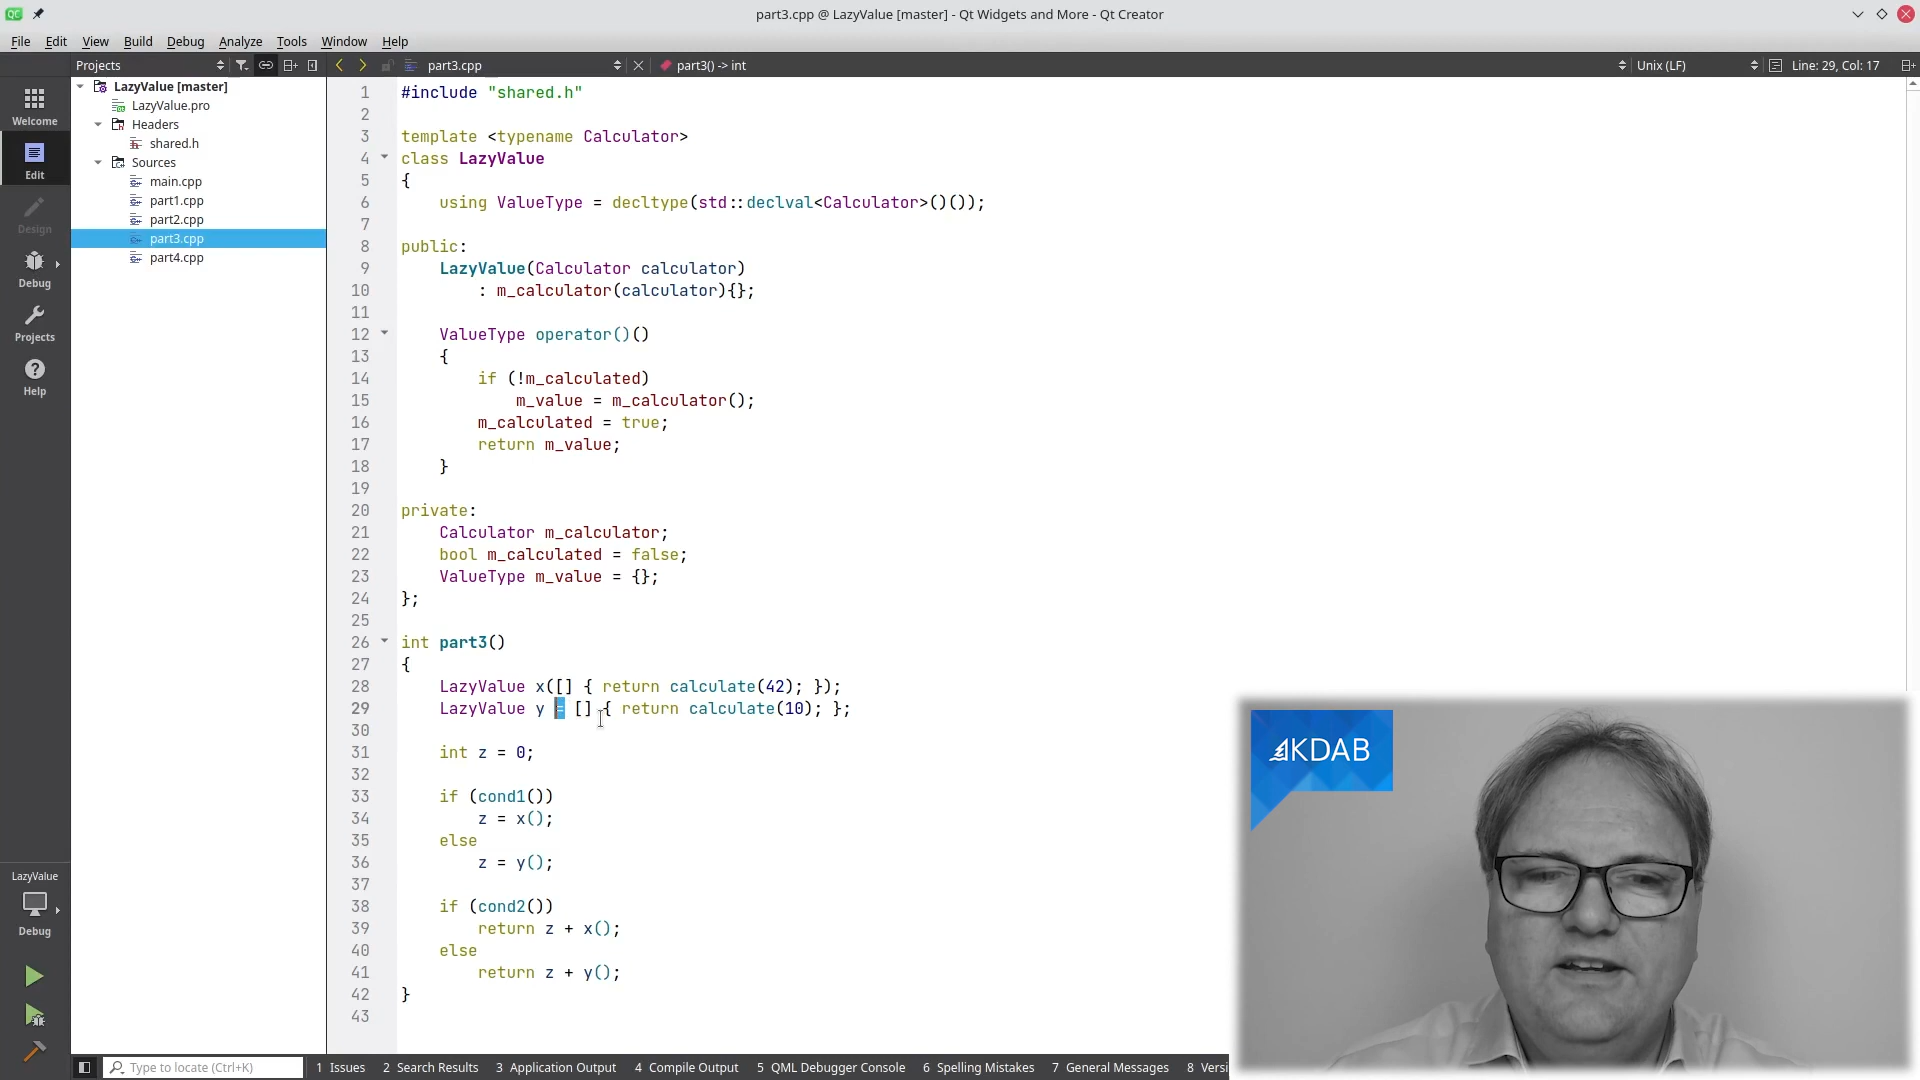 part3.cpp @ LazyValue [master] - Qt Widgets and More - Qt Creator
File Edit View Build Debug Analyze Tools Window Help
Projects part3.cpp part3() -> int Unix (LF) Line: 29, Col: 17
Welcome
Edit
Design
Debug
Projects
Help
LazyValue
Debug
LazyValue [master]
LazyValue.pro
Headers
shared.h
Sources
main.cpp
part1.cpp
part2.cpp
part3.cpp
part4.cpp
1 #include "shared.h"
2
3 template <typename Calculator>
4 class LazyValue
5 {
6 using ValueType = decltype(std::declval<Calculator>()());
7
8 public:
9 LazyValue(Calculator calculator)
10 : m_calculator(calculator){};
11
12 ValueType operator()()
13 {
14 if (!m_calculated)
15 m_value = m_calculator();
16 m_calculated = true;
17 return m_value;
18 }
19
20 private:
21 Calculator m_calculator;
22 bool m_calculated = false;
23 ValueType m_value = {};
24 };
25
26 int part3()
27 {
28 LazyValue x([] { return calculate(42); });
29 LazyValue y = [] { return calculate(10); };
30
31 int z = 0;
32
33 if (cond1())
34 z = x();
35 else
36 z = y();
37
38 if (cond2())
39 return z + x();
40 else
41 return z + y();
42 }
43
KDAB
Type to locate (Ctrl+K) 1 Issues 2 Search Results 3 Application Output 4 Compile Output 5 QML Debugger Console 6 Spelling Mistakes 7 General Messages 8 Versi